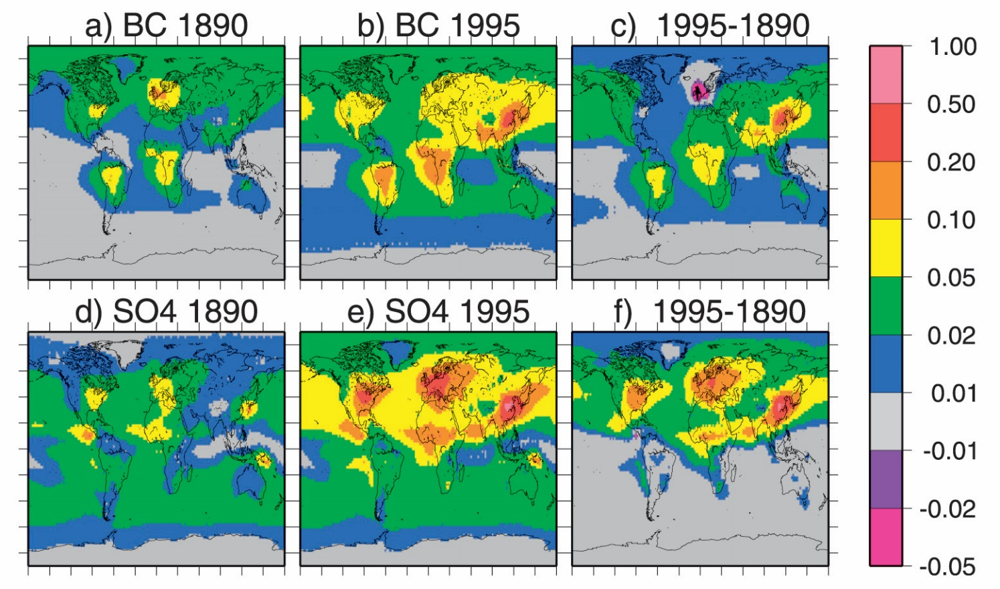 a) BC 1890
b) BC 1995
c) 1995-1890
1.00
0.50
0.20
0.10
0.05
0.02
0.01
-0.01
-0.02
-0.05
d) SO4 1890
e) SO4 1995
f) 1995-1890